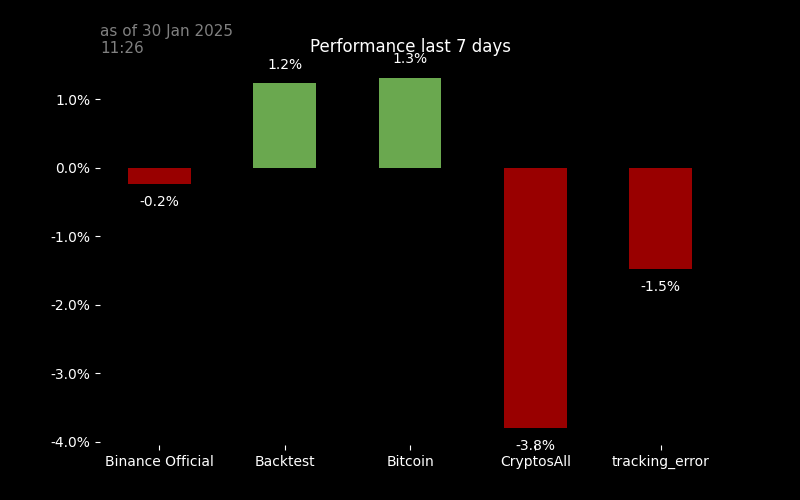 as of 30 Jan 2025
11:26
Performance last 7 days
1.2%
1.3%
1.0%
0.0%
-0.2%
-1.0%
-1.5%
-2.0%
-3.0%
-4.0%
-3.8%
Binance Official
Backtest
Bitcoin
CryptosAll
tracking_error